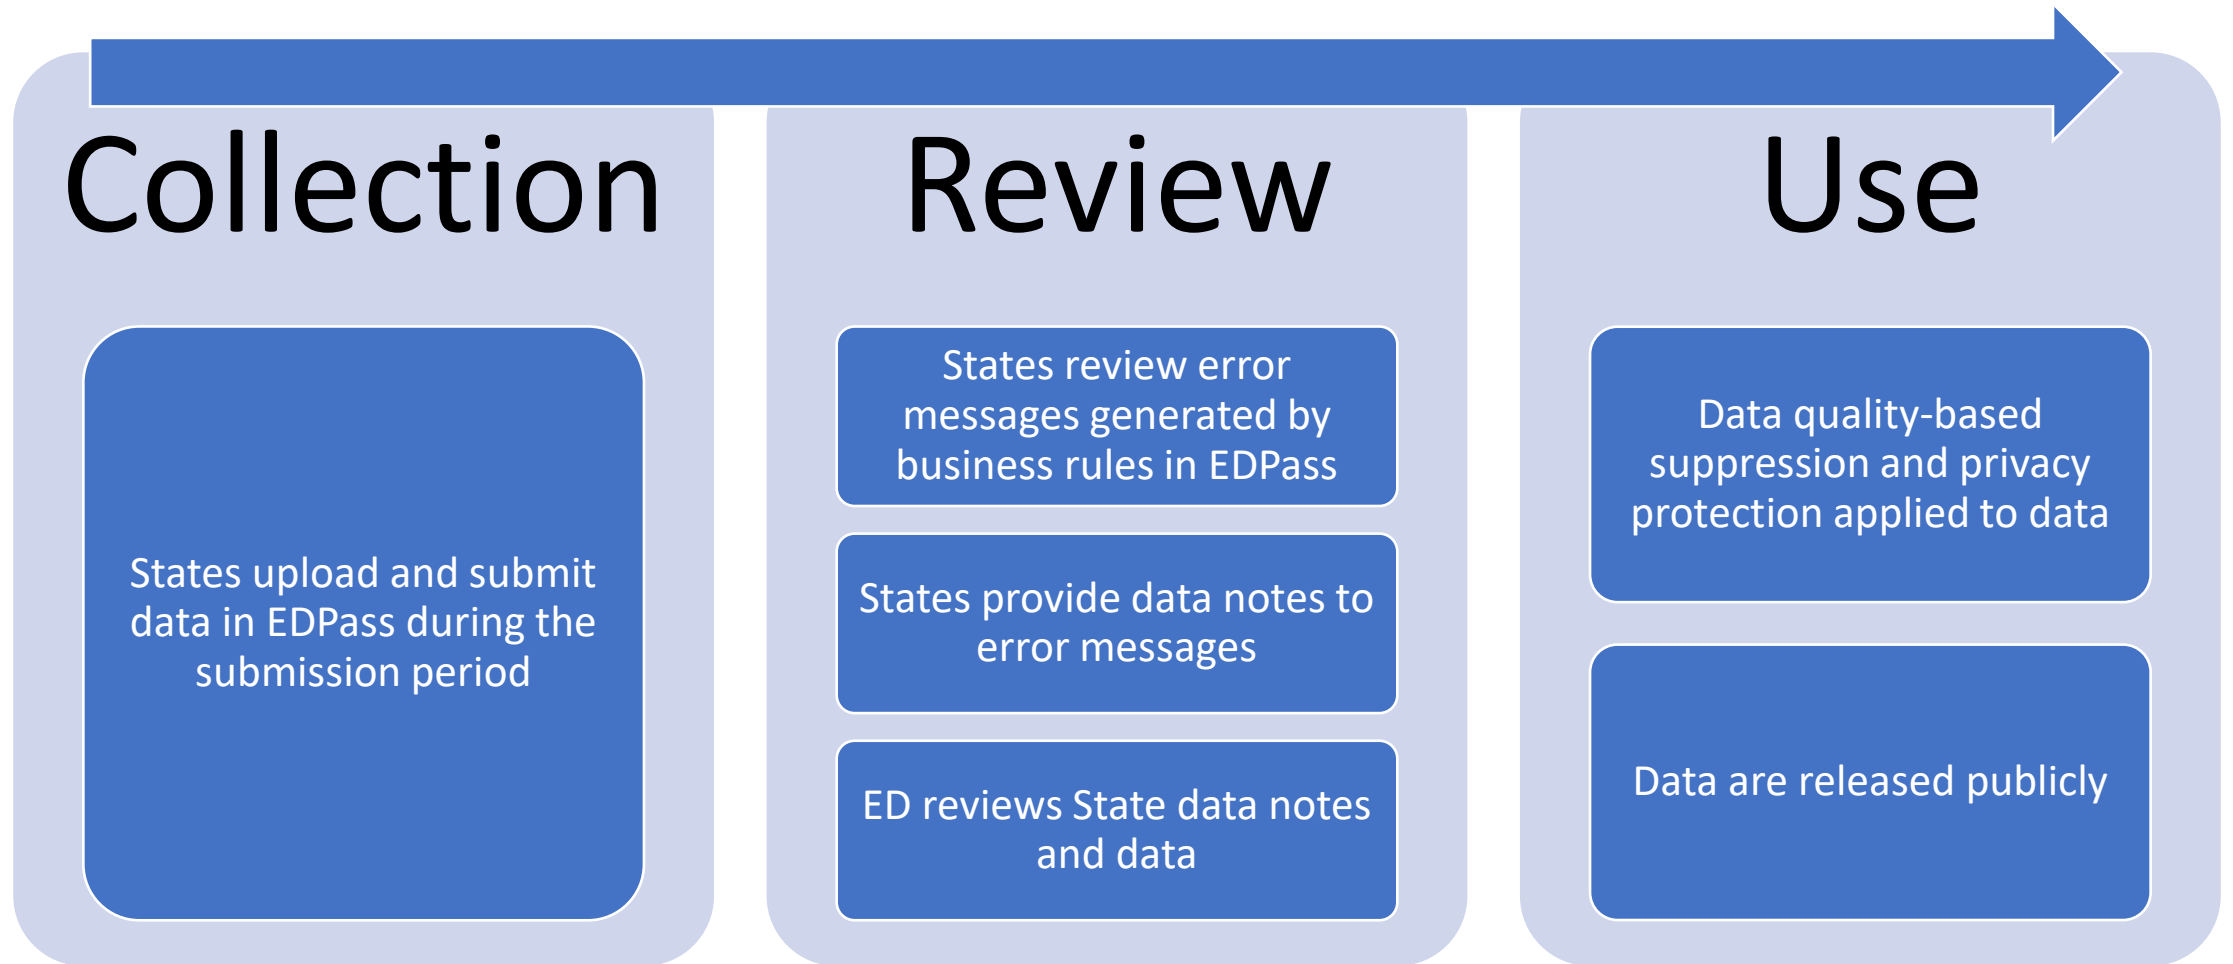 Collection
States upload and submit
data in EDPass during the
submission period
Review
States review error
messages generated by
business rules in EDPass
States provide data notes to
error messages
ED reviews State data notes
and data
Use
Data quality-based
suppression and privacy
protection applied to data
Data are released publicly